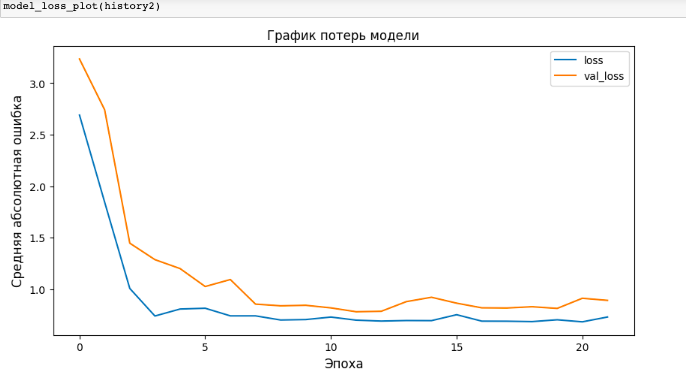 model_loss_plot(history2)
График потерь модели
loss
val_loss
Средняя абсолютная ошибка
3.0
2.5
2.0
1.5
1.0
0
5
10
15
20
Эпоха